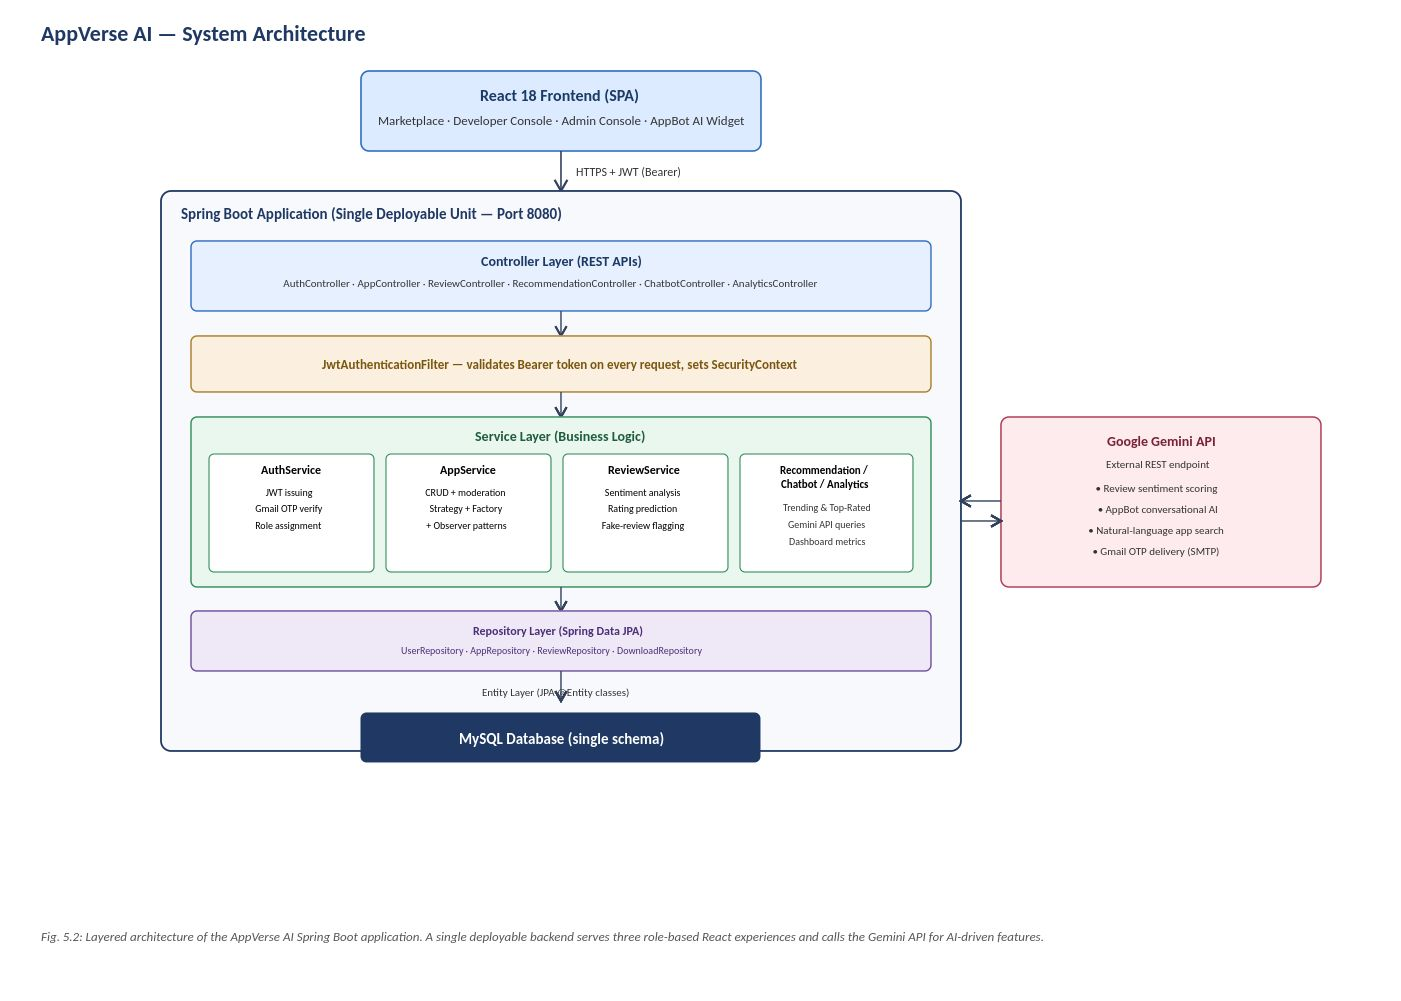 AppVerse AI — System Architecture
React 18 Frontend (SPA)
Marketplace · Developer Console · Admin Console · AppBot AI Widget
HTTPS + JWT (Bearer)
Spring Boot Application (Single Deployable Unit — Port 8080)
Controller Layer (REST APIs)
AuthController · AppController · ReviewController · RecommendationController · ChatbotController · AnalyticsController
JwtAuthenticationFilter — validates Bearer token on every request, sets SecurityContext
Service Layer (Business Logic)
AuthService
JWT issuing
Gmail OTP verify
Role assignment
AppService
CRUD + moderation
Strategy + Factory
+ Observer patterns
ReviewService
Sentiment analysis
Rating prediction
Fake-review flagging
Recommendation /
Chatbot / Analytics
Trending & Top-Rated
Gemini API queries
Dashboard metrics
Google Gemini API
External REST endpoint
• Review sentiment scoring
• AppBot conversational AI
• Natural-language app search
• Gmail OTP delivery (SMTP)
Repository Layer (Spring Data JPA)
UserRepository · AppRepository · ReviewRepository · DownloadRepository
Entity Layer (JPA @Entity classes)
MySQL Database (single schema)
Fig. 5.2: Layered architecture of the AppVerse AI Spring Boot application. A single deployable backend serves three role-based React experiences and calls the Gemini API for AI-driven features.